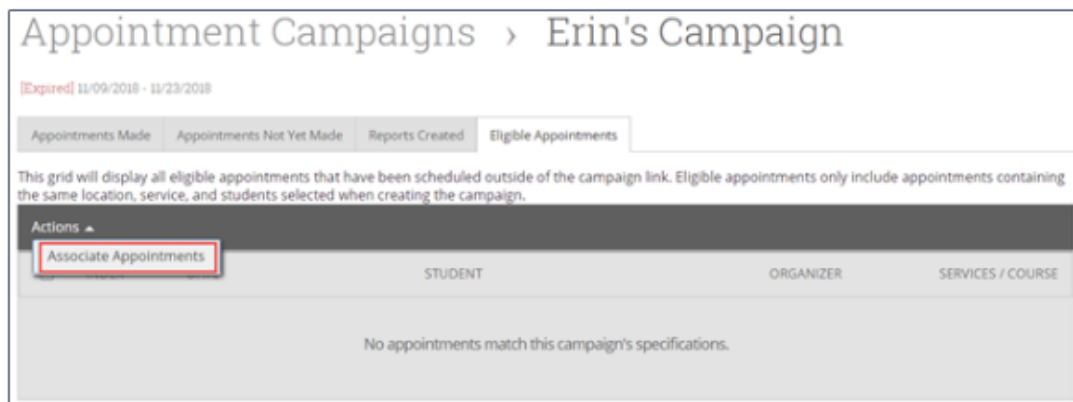 Appointment Campaigns › Erin's Campaign
[Expired] 11/09/2018 - 11/23/2018
Appointments Made Appointments Not Yet Made Reports Created Eligible Appointments
This grid will display all eligible appointments that have been scheduled outside of the campaign link. Eligible appointments only include appointments containing
the same location, service, and students selected when creating the campaign.
Actions
Associate Appointments
STUDENT ORGANIZER SERVICES / COURSE
No appointments match this campaign's specifications.